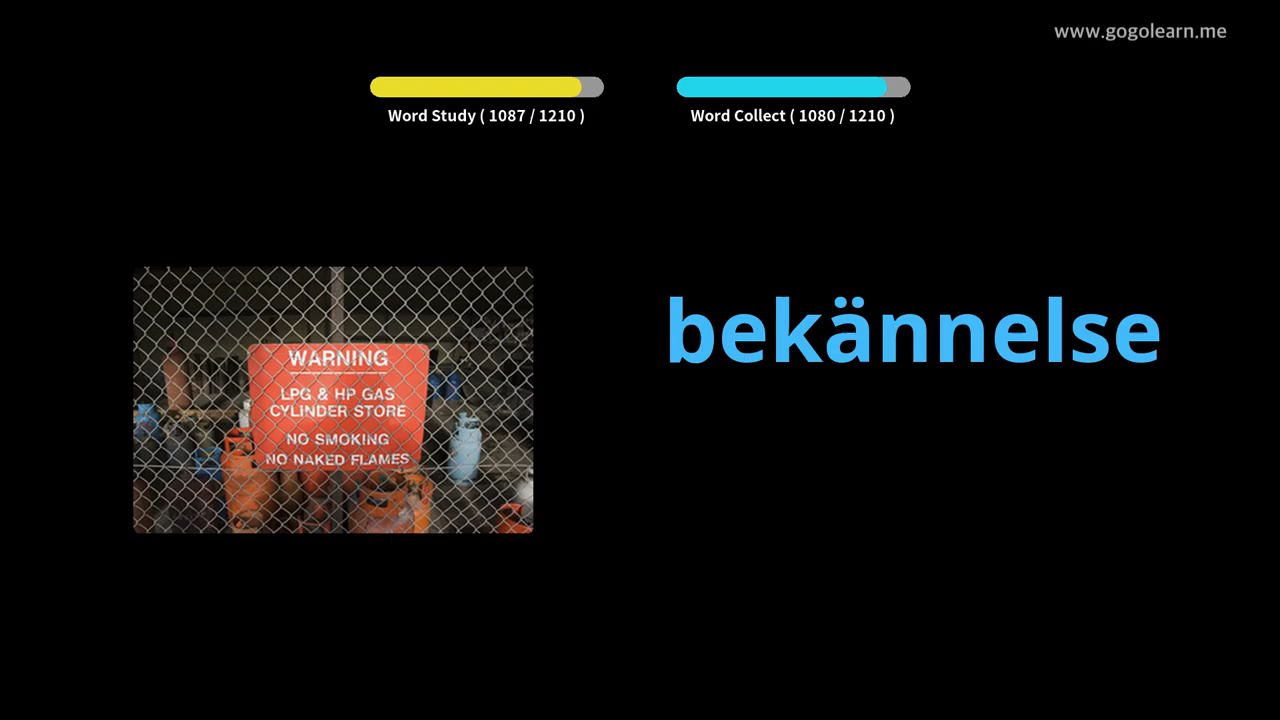 www.gogolearn.me
Word Study ( 1087 / 1210 )
Word Collect ( 1080 / 1210 )
bekännelse
WARNING
LPG & HP GAS
CYLINDER STORE
NO SMOKING
NO NAKED FLAMES